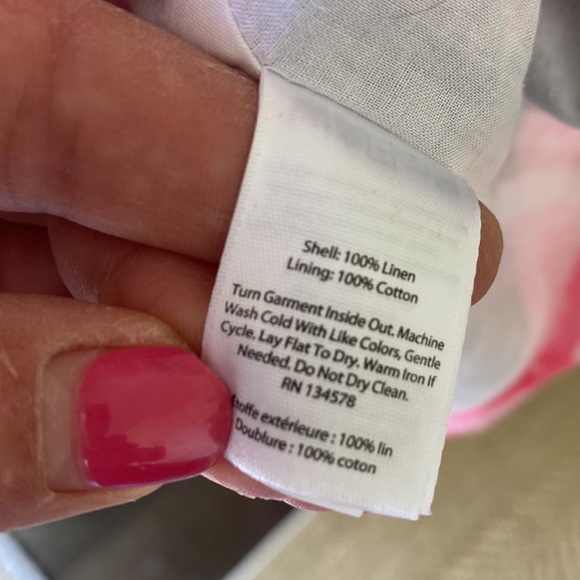 Shell: 100% Linen
Lining: 100% Cotton
Turn Garment Inside Out. Machine
Wash Cold With Like Colors, Gentle
Cycle. Lay Flat To Dry. Warm Iron If
Needed. Do Not Dry Clean.
RN 134578
Étoffe extérieure : 100% lin
Doublure : 100% coton